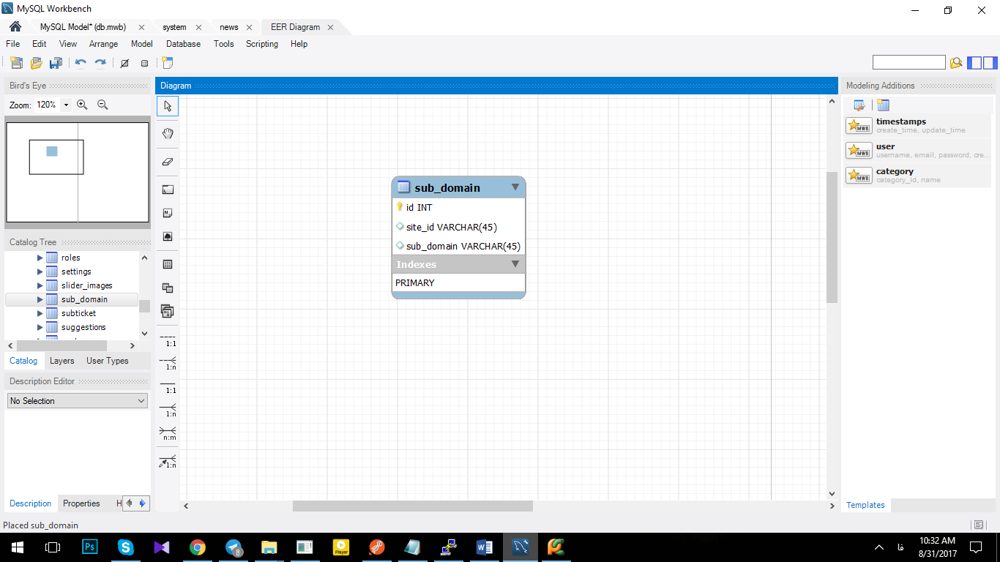 MySQL Workbench
MySQL Model* (db.mwb)
system
news
EER Diagram
File Edit View Arrange Model Database Tools Scripting Help
Bird's Eye
Zoom: 120%
Catalog Tree
roles
settings
slider_images
sub_domain
subticket
suggestions
Catalog Layers User Types
Description Editor
No Selection
Description Properties H
Placed sub_domain
Diagram
1:1
1:n
1:1
1:n
n:m
1:n
sub_domain
id INT
site_id VARCHAR(45)
sub_domain VARCHAR(45)
Indexes
PRIMARY
Modeling Additions
timestamps
create_time, update_time
user
username, email, password, cre...
category
category_id, name
MWB
MWB
MWB
Templates
Ps
8
Player
فا
10:32 AM
8/31/2017